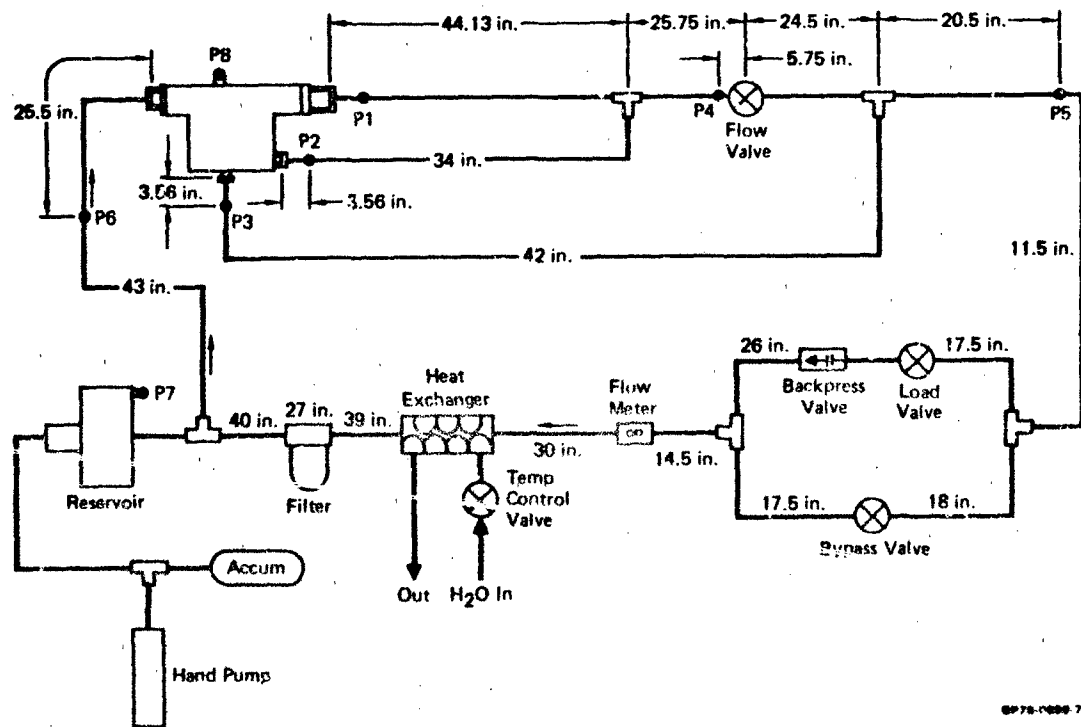 44.13 in.
25.75 in.
24.5 in.
20.5 in.
5.75 in.
P8
25.5 in.
P1
P4
Flow
Valve
P5
P2
34 in.
3.56 in.
3.56 in.
P6
P3
42 in.
11.5 in.
43 in.
26 in.
17.5 in.
Backpress
Valve
Load
Valve
Heat
Exchanger
Flow
Meter
P7
40 in.
27 in.
39 in.
30 in.
14.5 in.
Reservoir
Filter
Temp
Control
Valve
17.5 in.
18 in.
Bypass Valve
Accum
Out
H2O In
Hand Pump